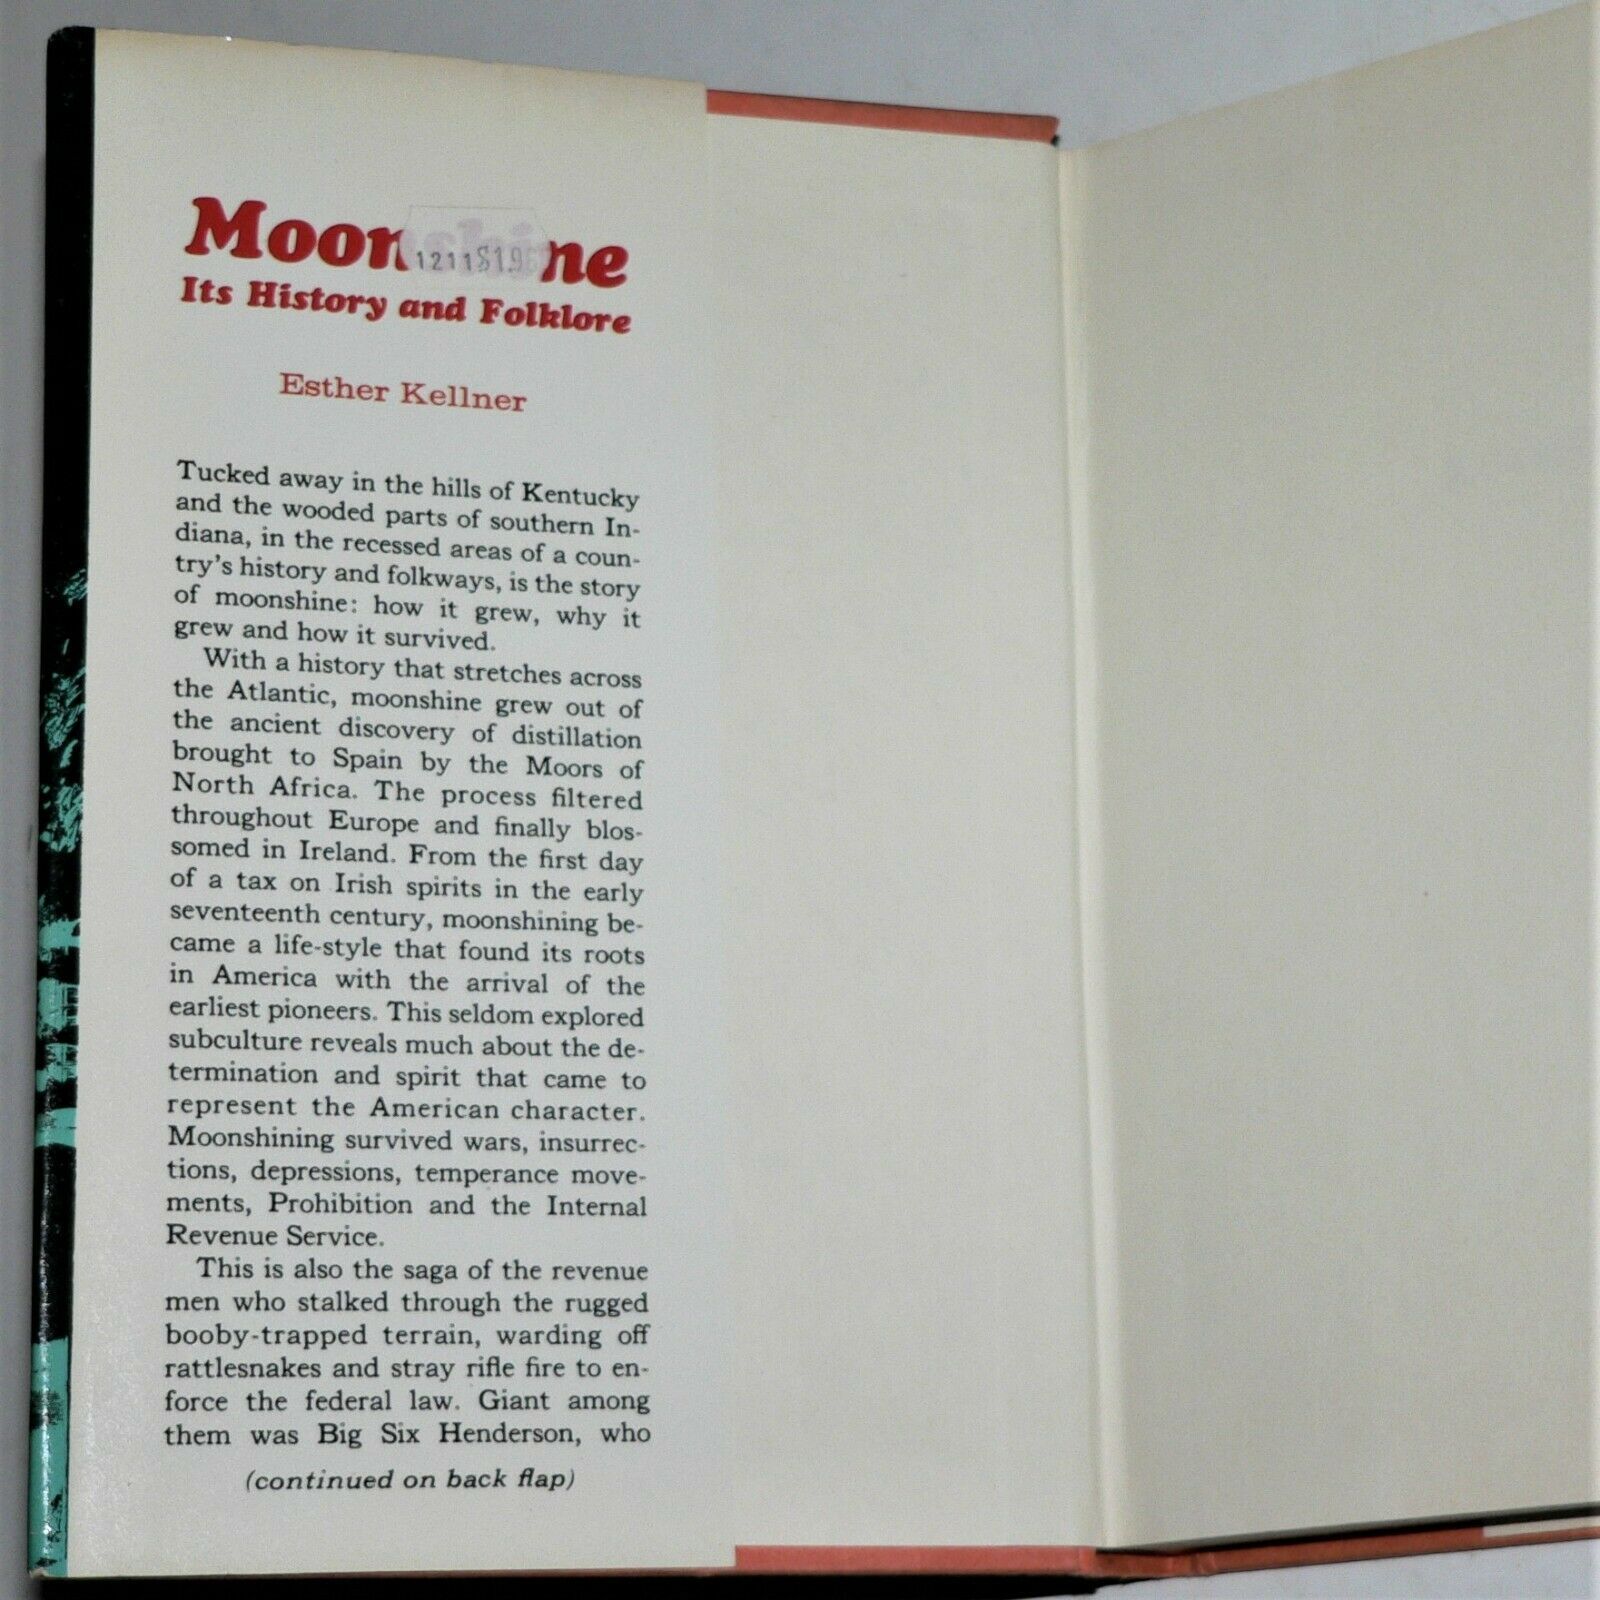 Moonshine
1211 $1.9
Its History and Folklore
Esther Kellner
Tucked away in the hills of Kentucky
and the wooded parts of southern In-
diana, in the recessed areas of a coun-
try's history and folkways, is the story
of moonshine: how it grew, why it
grew and how it survived.
With a history that stretches across
the Atlantic, moonshine grew out of
the ancient discovery of distillation
brought to Spain by the Moors of
North Africa. The process filtered
throughout Europe and finally blos-
somed in Ireland. From the first day
of a tax on Irish spirits in the early
seventeenth century, moonshining be-
came a life-style that found its roots
in America with the arrival of the
earliest pioneers. This seldom explored
subculture reveals much about the de-
termination and spirit that came to
represent the American character.
Moonshining survived wars, insurrec-
tions, depressions, temperance move-
ments, Prohibition and the Internal
Revenue Service.
This is also the saga of the revenue
men who stalked through the rugged
booby-trapped terrain, warding off
rattlesnakes and stray rifle fire to en-
force the federal law. Giant among
them was Big Six Henderson, who
(continued on back flap)